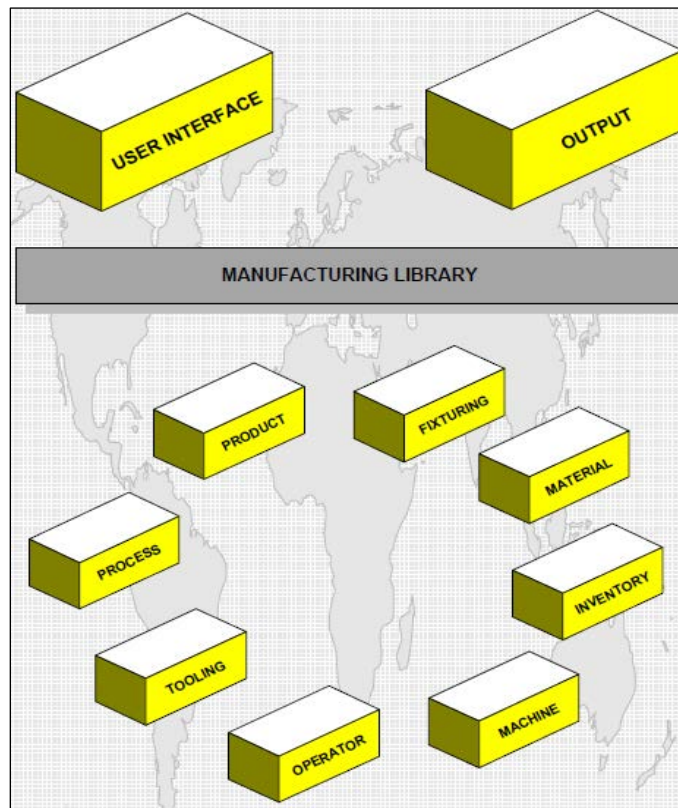 USER INTERFACE
OUTPUT
MANUFACTURING LIBRARY
PRODUCT
FIXTURING
MATERIAL
PROCESS
INVENTORY
TOOLING
OPERATOR
MACHINE